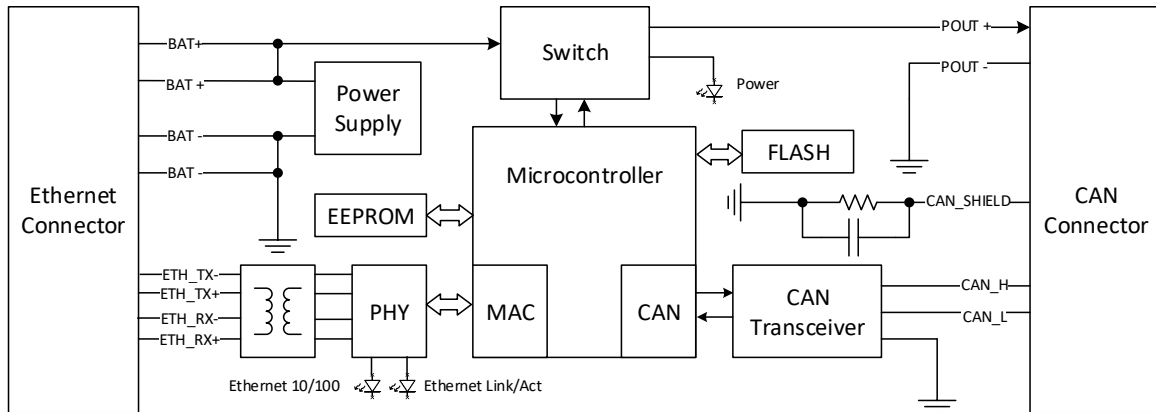 BAT+
BAT +
BAT -
BAT -
Ethernet
Connector
ETH_TX-
ETH_TX+
ETH_RX-
ETH_RX+
Power
Supply
EEPROM
PHY
Ethernet 10/100
Ethernet Link/Act
Switch
Power
Microcontroller
MAC
CAN
FLASH
CAN
Transceiver
POUT +
POUT -
CAN_SHIELD
CAN_H
CAN_L
CAN
Connector